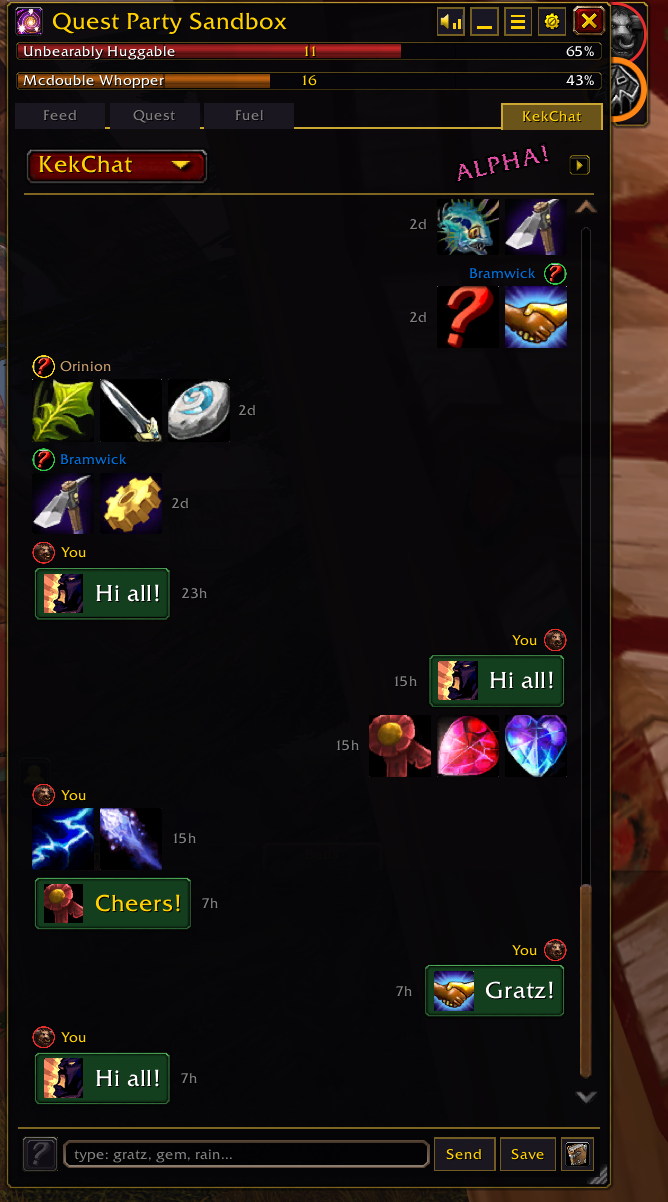 Quest Party Sandbox
Unbearably Huggable 11 65%
Mcdouble Whopper 16 43%
Feed Quest Fuel KekChat
KekChat ALPHA!
2d
Bramwick
2d
Orinion
2d
Bramwick
2d
You
Hi all! 23h
You
15h Hi all!
15h
You
15h
Cheers! 7h
You
7h Gratz!
You
Hi all! 7h
type: gratz, gem, rain... Send Save